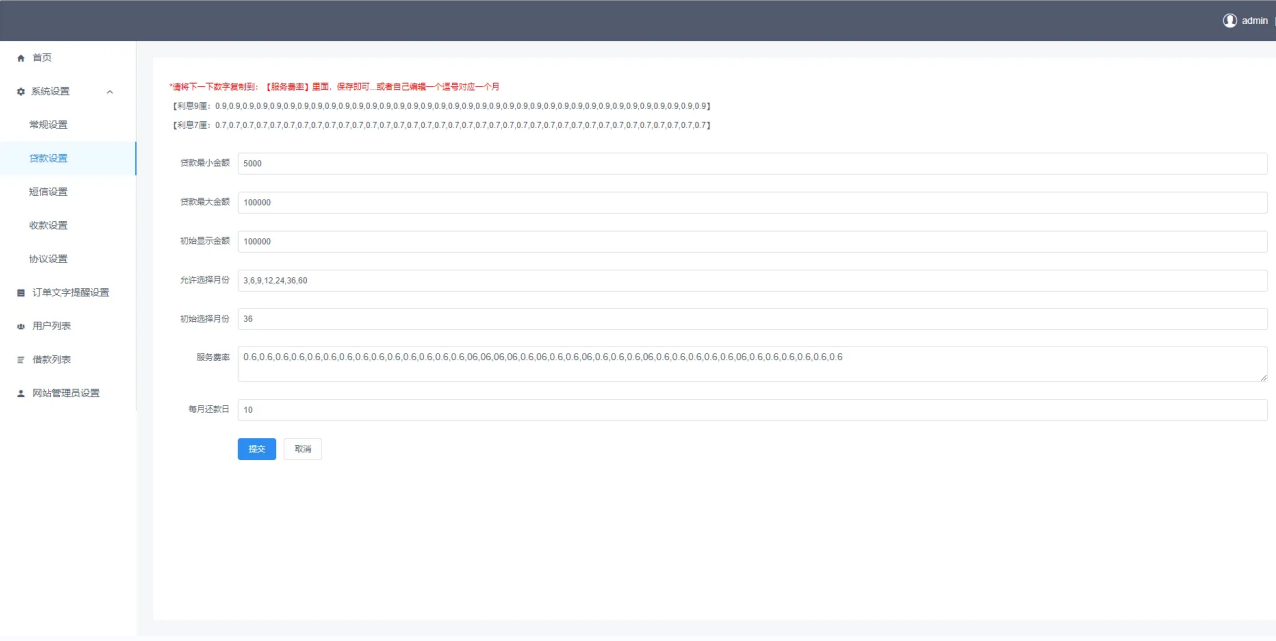 admin
首页
系统设置
常规设置
贷款设置
短信设置
收款设置
协议设置
订单文字提醒设置
用户列表
借款列表
网站管理员设置
*请将下一下数字复制到：【服务费率】里面，保存即可...或者自己编辑一个逗号对应一个月
【利息9厘：0.9,0.9,0.9,0.9,0.9,0.9,0.9,0.9,0.9,0.9,0.9,0.9,0.9,0.9,0.9,0.9,0.9,0.9,0.9,0.9,0.9,0.9,0.9,0.9,0.9,0.9,0.9,0.9,0.9,0.9,0.9,0.9,0.9,0.9,0.9,0.9】
【利息7厘：0.7,0.7,0.7,0.7,0.7,0.7,0.7,0.7,0.7,0.7,0.7,0.7,0.7,0.7,0.7,0.7,0.7,0.7,0.7,0.7,0.7,0.7,0.7,0.7,0.7,0.7,0.7,0.7,0.7,0.7,0.7,0.7,0.7,0.7,0.7,0.7】
贷款最小金额 5000
贷款最大金额 100000
初始显示金额 100000
允许选择月份 3,6,9,12,24,36,60
初始选择月份 36
服务费率 0.6,0.6,0.6,0.6,0.6,0.6,0.6,0.6,0.6,0.6,0.6,0.6,0.6,0.6,06,06,06,06,0.6,06,0.6,0.6,06,0.6,0.6,0.6,06,0.6,0.6,0.6,0.6,0.6,06,0.6,0.6,0.6,0.6,0.6,0.6
每月还款日 10
提交 取消